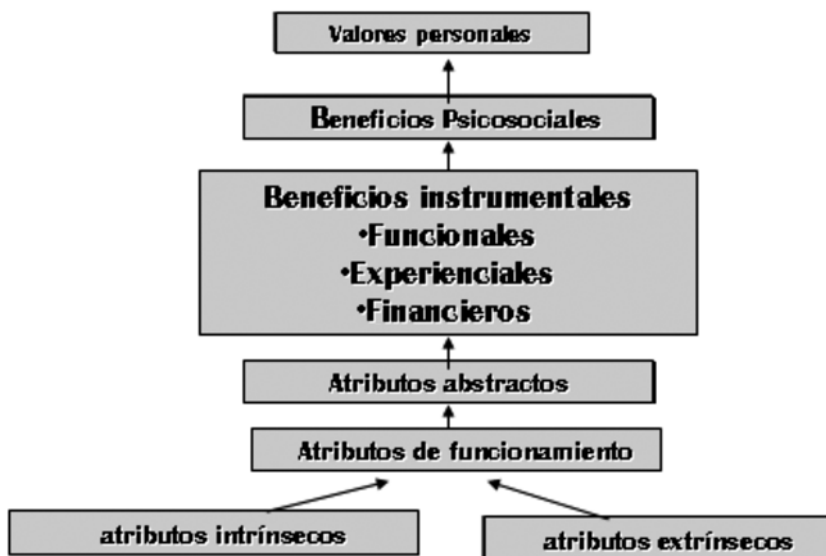 Valores personales
Beneficios Psicosociales
Beneficios instrumentales
•Funcionales
•Experienciales
•Financieros
Atributos abstractos
Atributos de funcionamiento
atributos intrínsecos
atributos extrínsecos